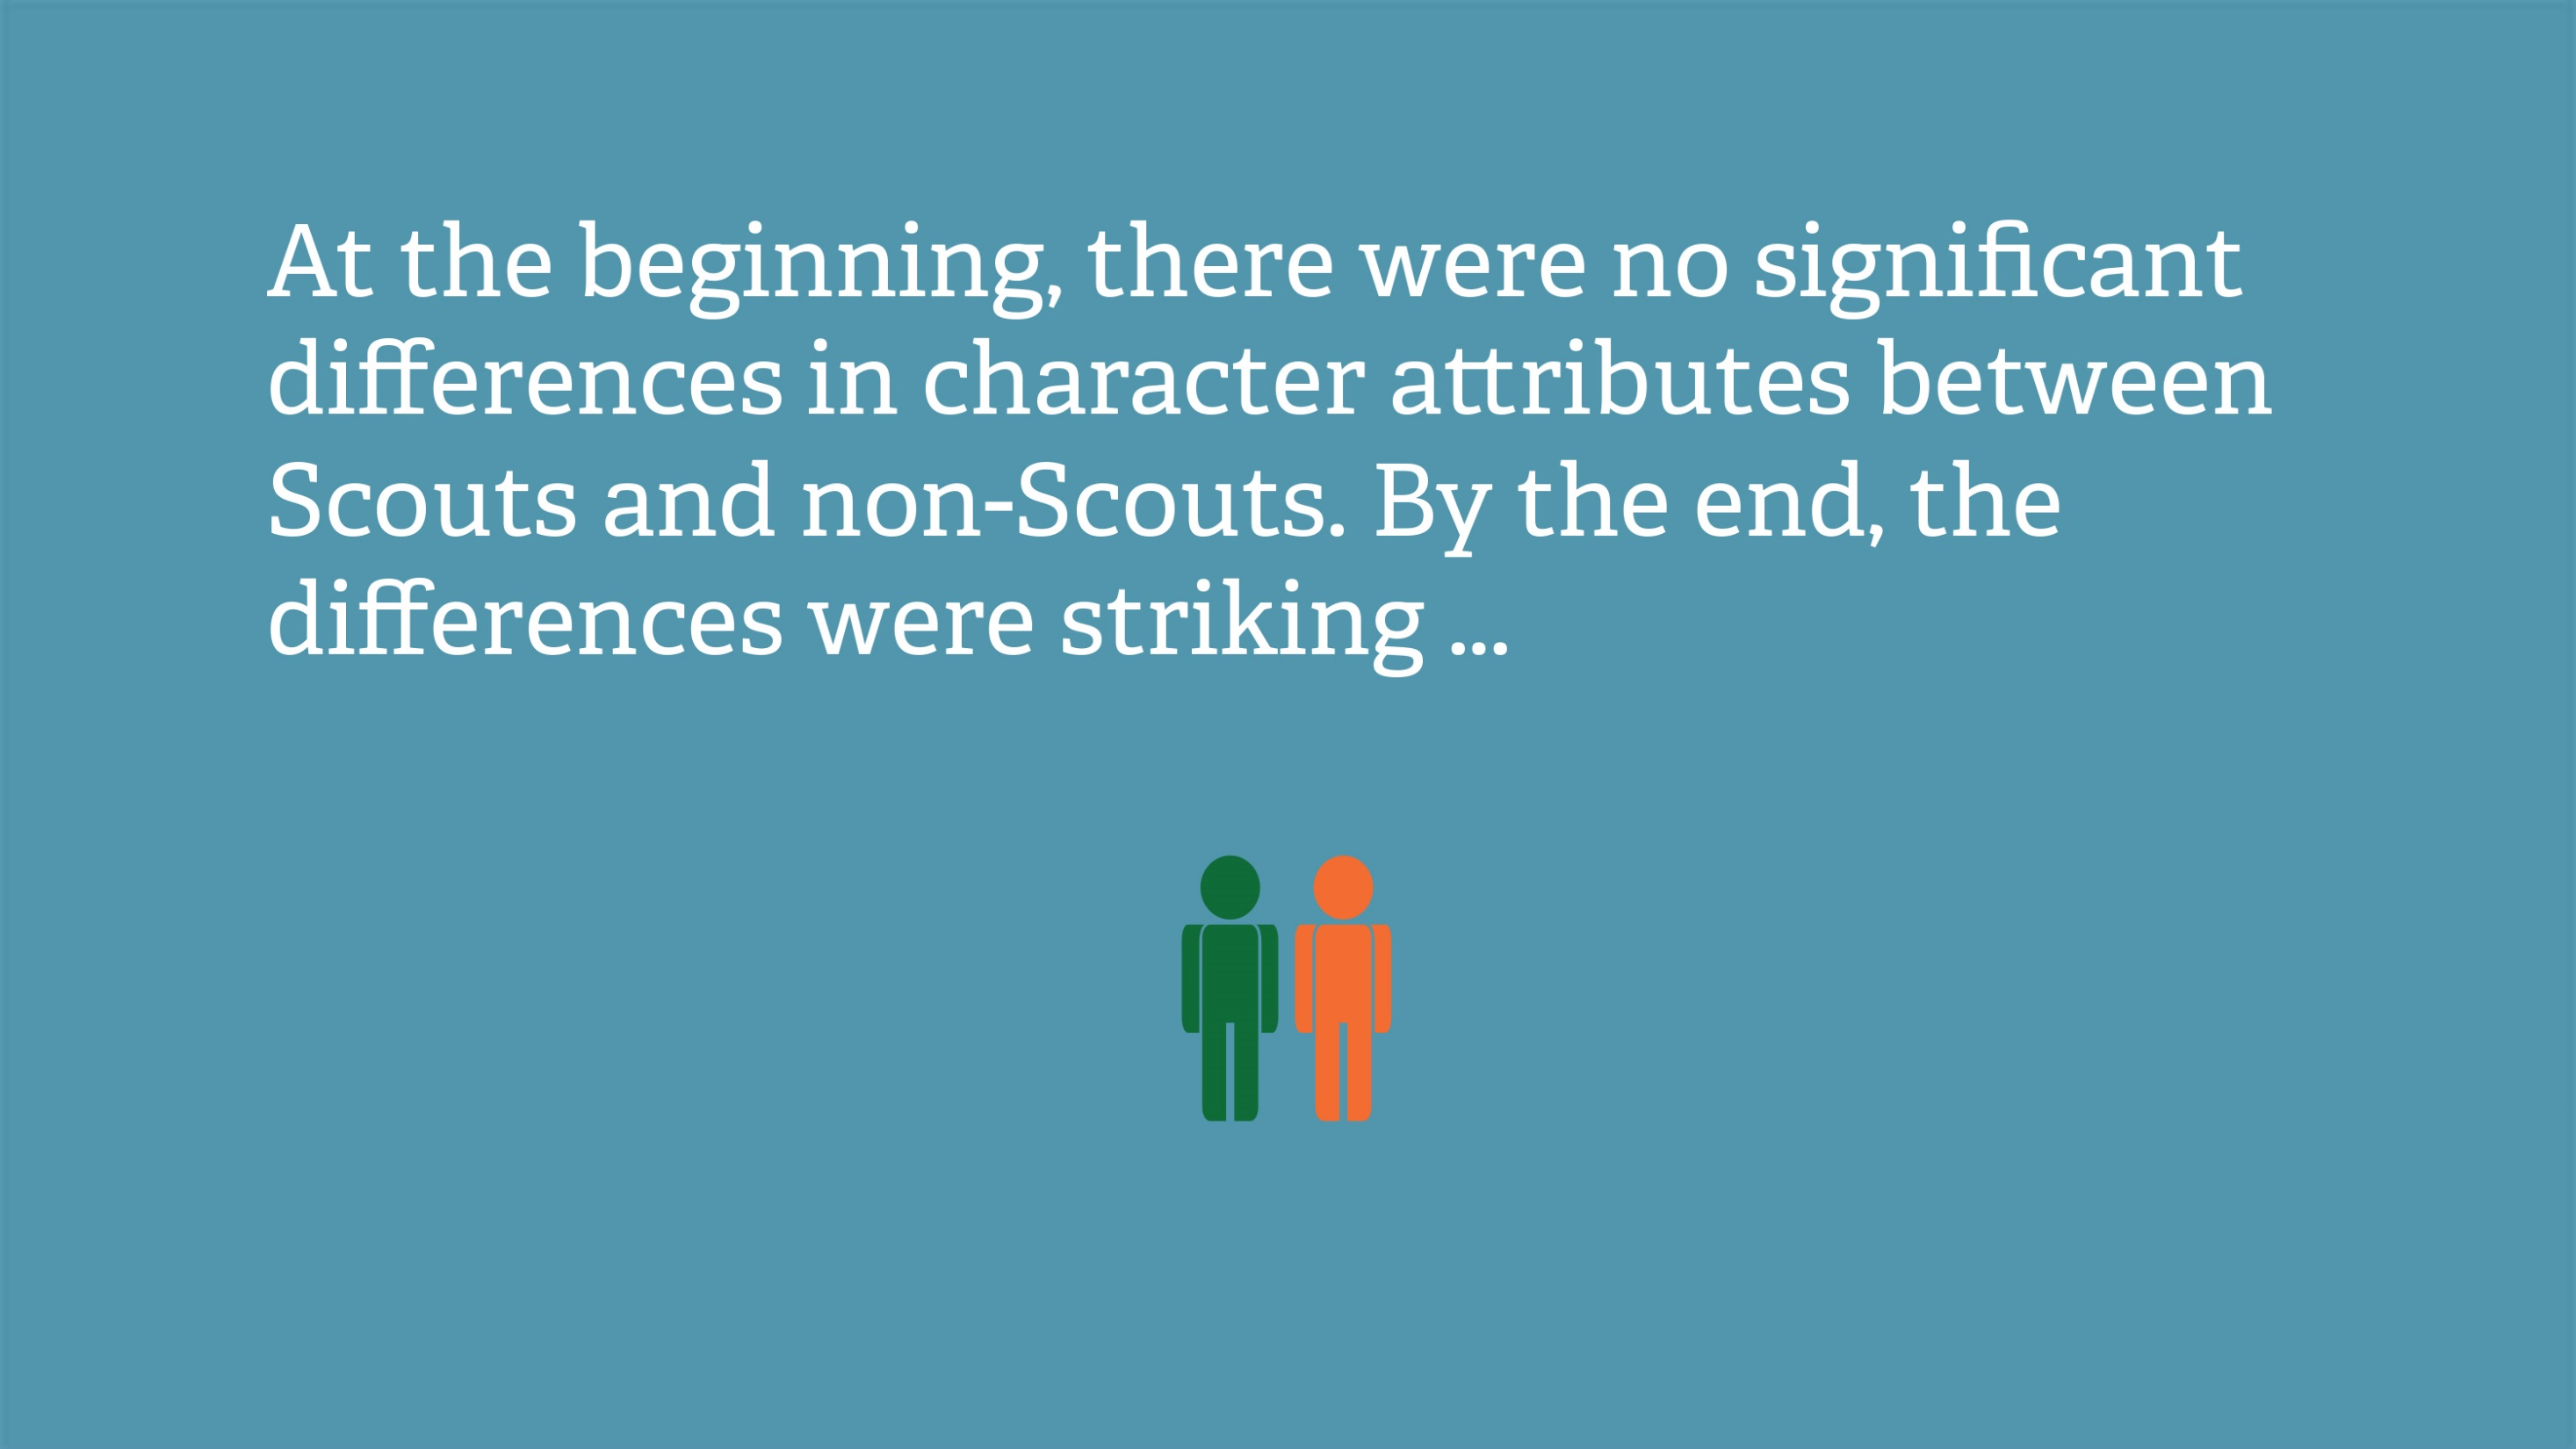 At the beginning, there were no significant
differences in character attributes between
Scouts and non-Scouts. By the end, the
differences were striking ...